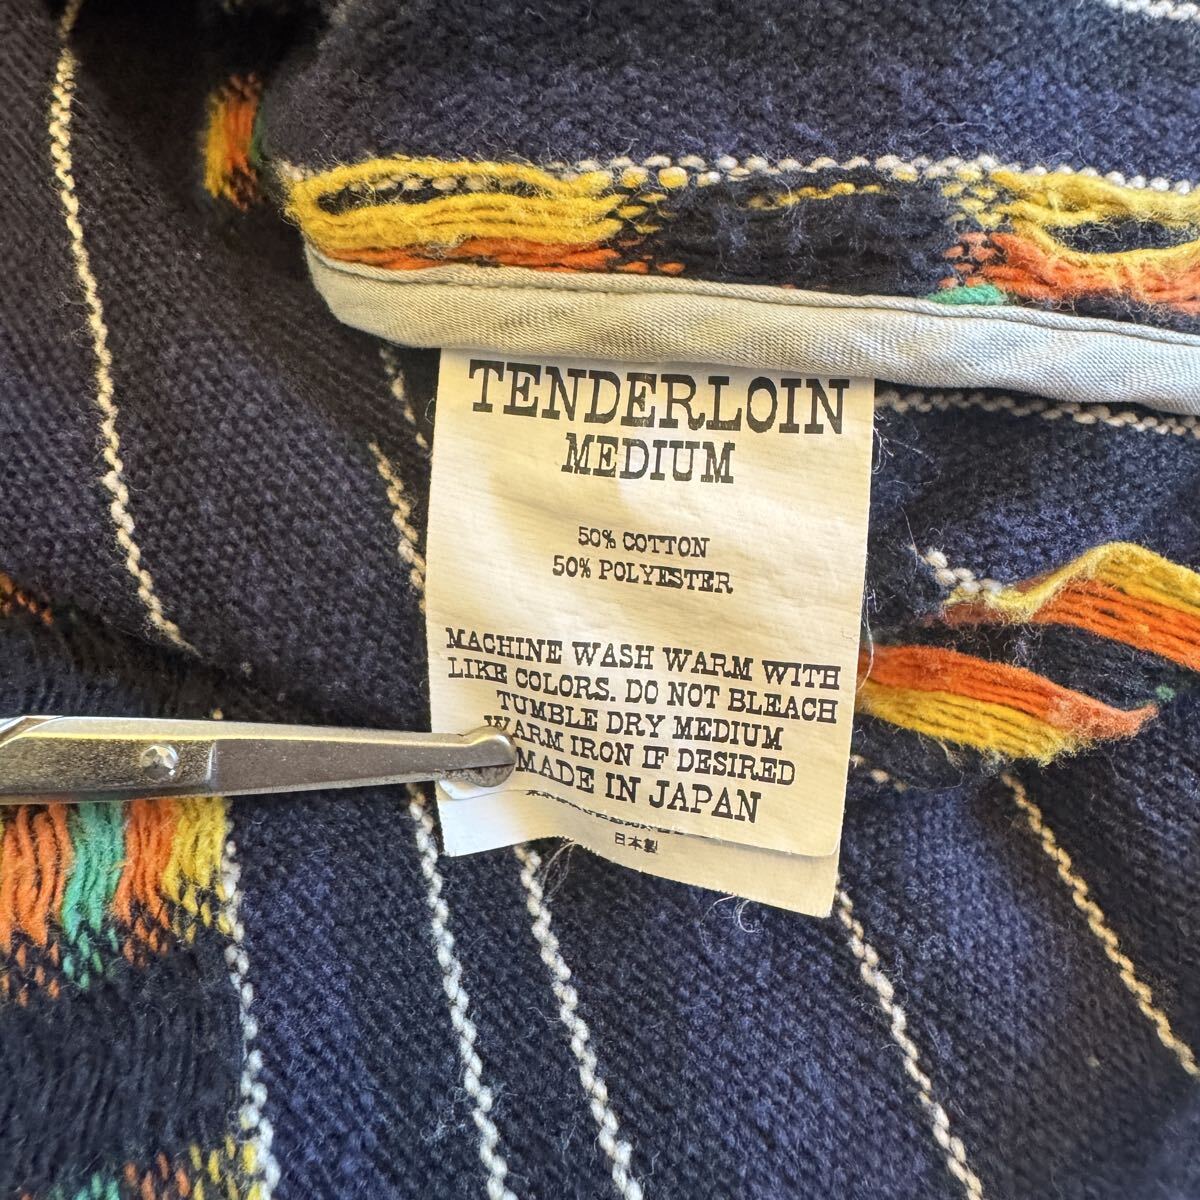 TENDERLOIN
MEDIUM
50% COTTON
50% POLYESTER
MACHINE WASH WARM WITH
LIKE COLORS. DO NOT BLEACH
TUMBLE DRY MEDIUM
WARM IRON IF DESIRED
MADE IN JAPAN
日本製